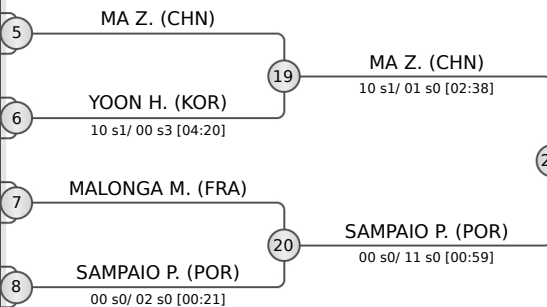 MA Z. (CHN)
5
19
MA Z. (CHN)
10 s1/ 01 s0 [02:38]
YOON H. (KOR)
6
10 s1/ 00 s3 [04:20]
MALONGA M. (FRA)
7
20
SAMPAIO P. (POR)
00 s0/ 11 s0 [00:59]
SAMPAIO P. (POR)
8
00 s0/ 02 s0 [00:21]